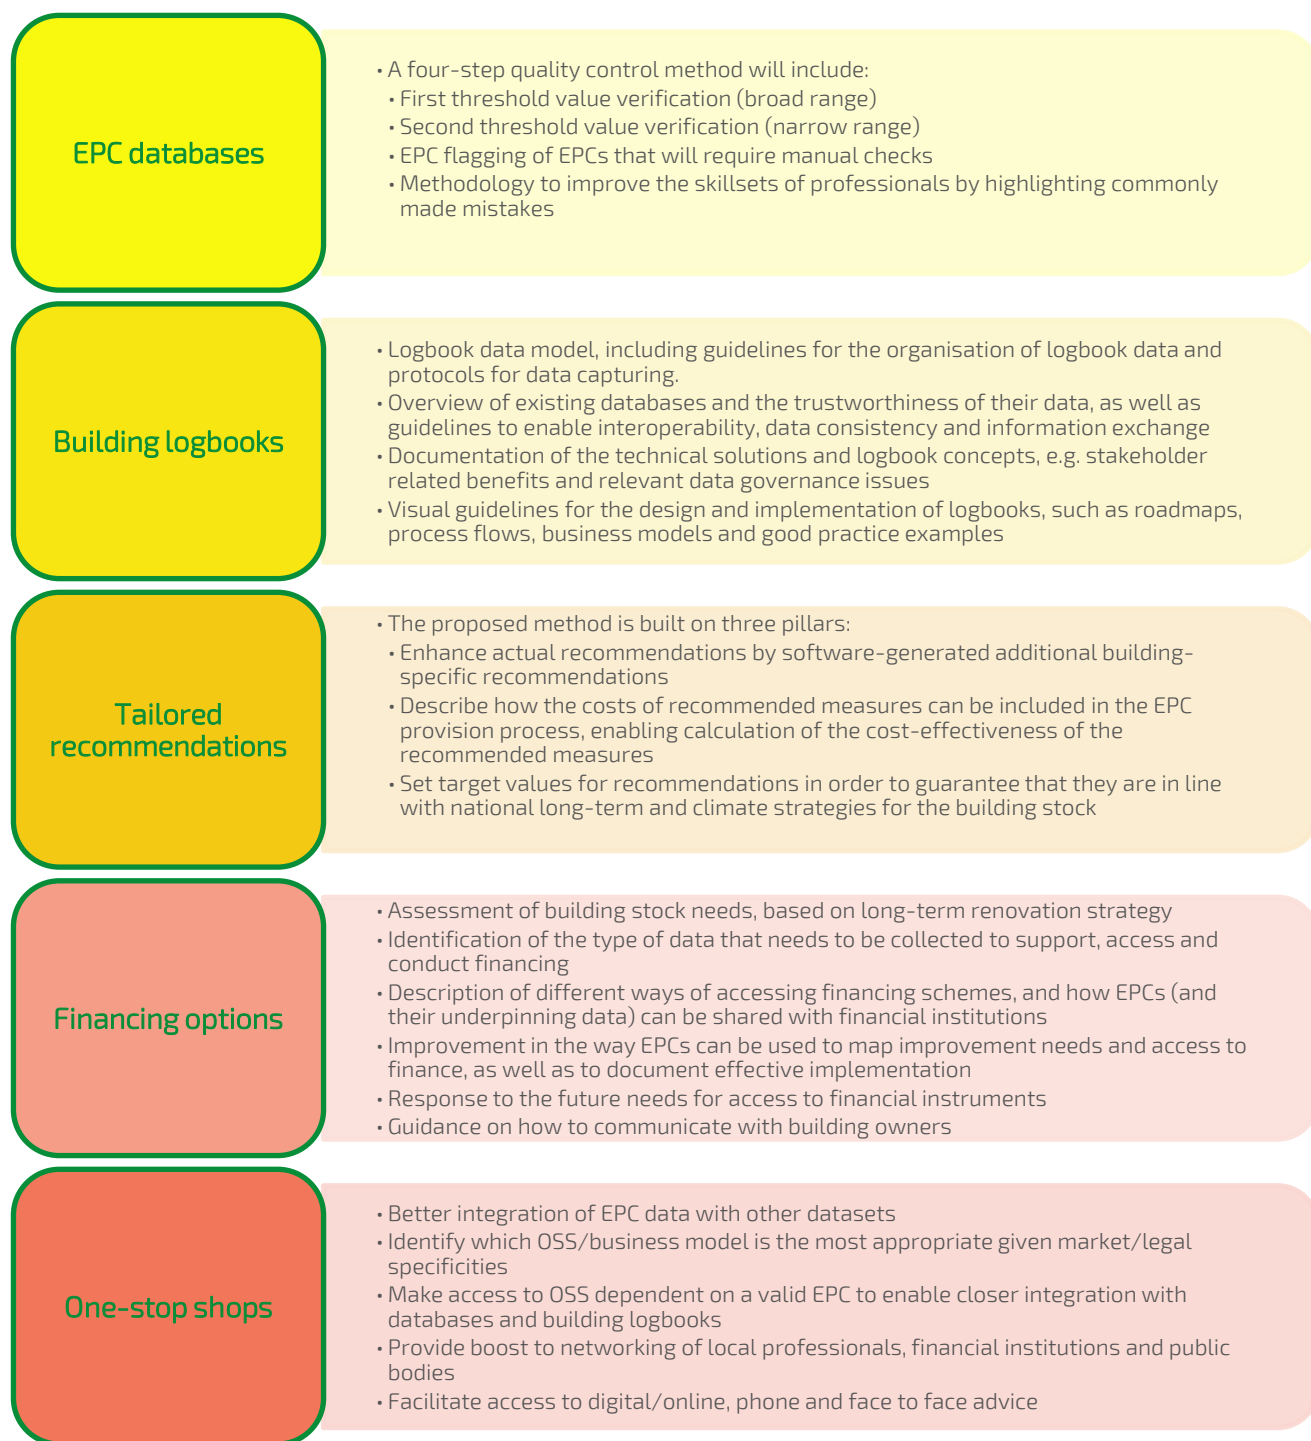 EPC databases
• A four-step quality control method will include:
• First threshold value verification (broad range)
• Second threshold value verification (narrow range)
• EPC flagging of EPCs that will require manual checks
• Methodology to improve the skillsets of professionals by highlighting commonly
made mistakes
Building logbooks
• Logbook data model, including guidelines for the organisation of logbook data and
protocols for data capturing.
• Overview of existing databases and the trustworthiness of their data, as well as
guidelines to enable interoperability, data consistency and information exchange
• Documentation of the technical solutions and logbook concepts, e.g. stakeholder
related benefits and relevant data governance issues
• Visual guidelines for the design and implementation of logbooks, such as roadmaps,
process flows, business models and good practice examples
Tailored
recommendations
• The proposed method is built on three pillars:
• Enhance actual recommendations by software-generated additional building-
specific recommendations
• Describe how the costs of recommended measures can be included in the EPC
provision process, enabling calculation of the cost-effectiveness of the
recommended measures
• Set target values for recommendations in order to guarantee that they are in line
with national long-term and climate strategies for the building stock
Financing options
• Assessment of building stock needs, based on long-term renovation strategy
• Identification of the type of data that needs to be collected to support, access and
conduct financing
• Description of different ways of accessing financing schemes, and how EPCs (and
their underpinning data) can be shared with financial institutions
• Improvement in the way EPCs can be used to map improvement needs and access to
finance, as well as to document effective implementation
• Response to the future needs for access to financial instruments
• Guidance on how to communicate with building owners
One-stop shops
• Better integration of EPC data with other datasets
• Identify which OSS/business model is the most appropriate given market/legal
specificities
• Make access to OSS dependent on a valid EPC to enable closer integration with
databases and building logbooks
• Provide boost to networking of local professionals, financial institutions and public
bodies
• Facilitate access to digital/online, phone and face to face advice